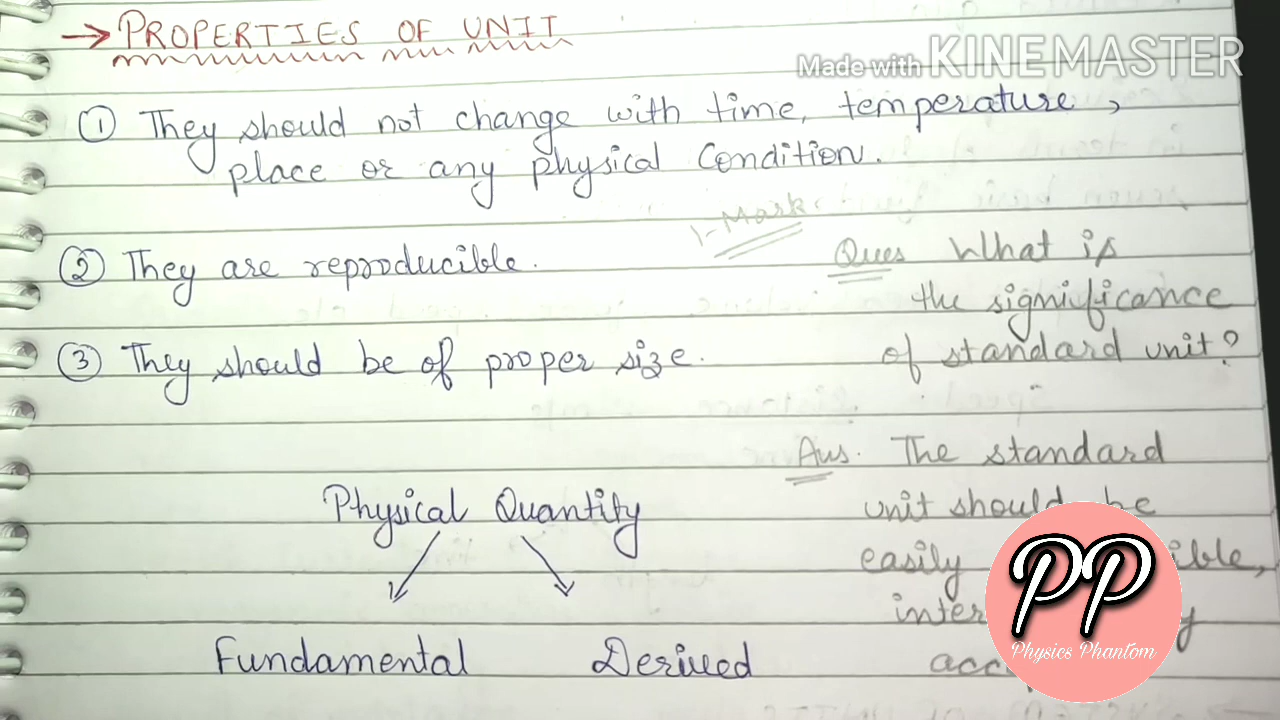 → PROPERTIES OF UNIT
Made with KINEMASTER
① They should not change with time, temperature,
place or any physical Condition.
1-Mark
② They are reproducible.
Ques What is
the significance
of standard unit?
③ They should be of proper size.
Ans. The standard
unit should be
easily
Physical Quantity
Fundamental Derived
PP
Physics Phantom